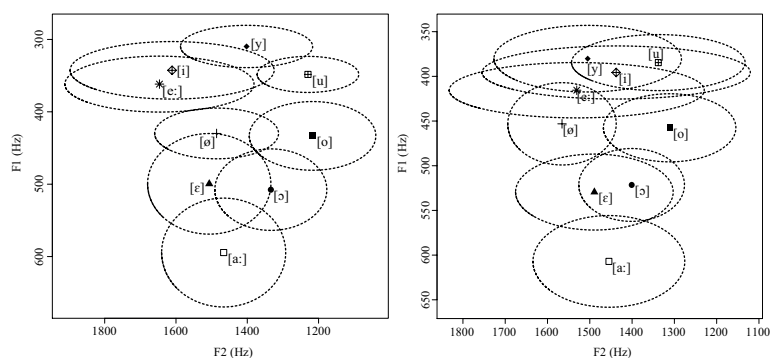 300
400
500
600
F1 (Hz)
[y]
[i]
[u]
[e:]
[ø]
[o]
[ε]
[ɔ]
[a:]
1800
1600
1400
1200
F2 (Hz)
350
400
450
500
550
600
650
F1 (Hz)
[u]
[y]
[i]
[e:]
[ø]
[o]
[ε]
[ɔ]
[a:]
1800
1700
1600
1500
1400
1300
1200
1100
F2 (Hz)